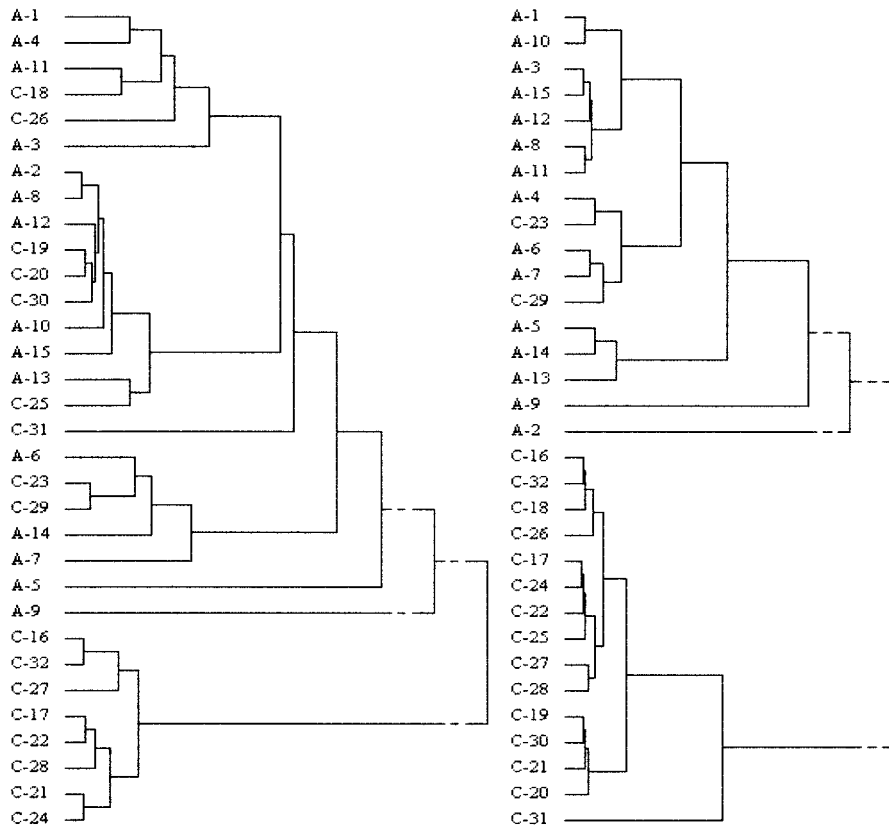 A-1
A-4
A-11
C-18
C-26
A-3
A-2
A-8
A-12
C-19
C-20
C-30
A-10
A-15
A-13
C-25
C-31
A-6
C-23
C-29
A-14
A-7
A-5
A-9
C-16
C-32
C-27
C-17
C-22
C-28
C-21
C-24
A-1
A-10
A-3
A-15
A-12
A-8
A-11
A-4
C-23
A-6
A-7
C-29
A-5
A-14
A-13
A-9
A-2
C-16
C-32
C-18
C-26
C-17
C-24
C-22
C-25
C-27
C-28
C-19
C-30
C-21
C-20
C-31